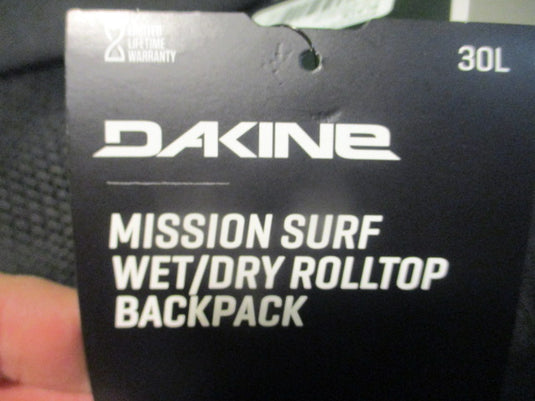 LIMITED
LIFETIME
WARRANTY
30L
DAKINE
MISSION SURF
WET/DRY ROLLTOP
BACKPACK